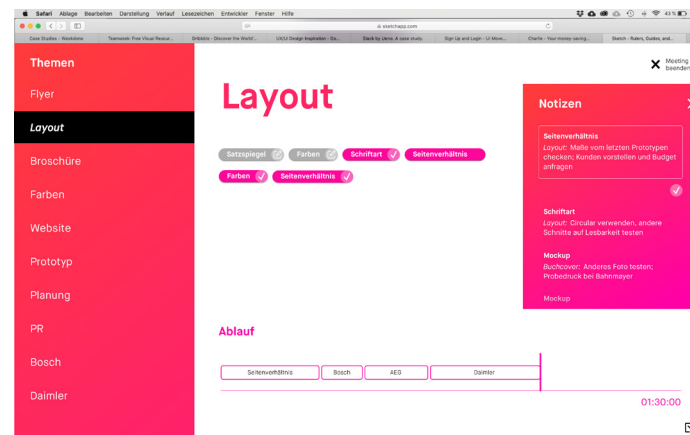 Safari Ablage Bearbeiten Darstellung Verlauf Lesezeichen Entwickler Fenster Hilfe
43 %
sketchapp.com
Case Studies - Nextdone
Teamweek: Free Visual Resour...
Dribbble - Discover the World'...
UX/UI Design Inspiration - De...
Slack by Ueno. A case study.
Sign Up and Login - UI Move...
Charlie - Your money-saving...
Sketch - Rulers, Guides, and...
Themen
Flyer
Layout
Broschüre
Farben
Website
Prototyp
Planung
PR
Bosch
Daimler
Meeting
beenden
Layout
Satzspiegel Farben Schriftart Seitenverhältnis
Farben Seitenverhältnis
Notizen
Seitenverhältnis
Layout: Maße vom letzten Prototypen
checken; Kunden vorstellen und Budget
anfragen
Schriftart
Layout: Circular verwenden, andere
Schnitte auf Lesbarkeit testen
Mockup
Buchcover: Anderes Foto testen;
Probedruck bei Bahnmayer
Mockup
Ablauf
Seitenverhältnis Bosch AEG Daimler
01:30:00